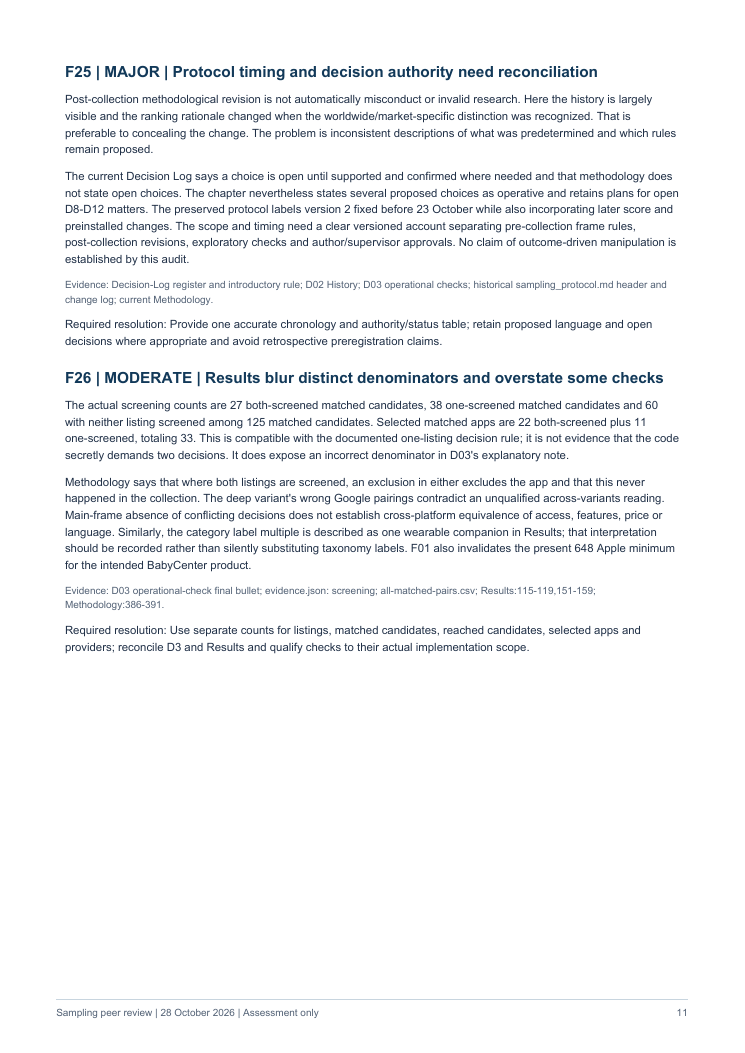 F25 | MAJOR | Protocol timing and decision authority need reconciliation
Post-collection methodological revision is not automatically misconduct or invalid research. Here the history is largely
visible and the ranking rationale changed when the worldwide/market-specific distinction was recognized. That is
preferable to concealing the change. The problem is inconsistent descriptions of what was predetermined and which rules
remain proposed.
The current Decision Log says a choice is open until supported and confirmed where needed and that methodology does
not state open choices. The chapter nevertheless states several proposed choices as operative and retains plans for open
D8-D12 matters. The preserved protocol labels version 2 fixed before 23 October while also incorporating later score and
preinstalled changes. The scope and timing need a clear versioned account separating pre-collection frame rules,
post-collection revisions, exploratory checks and author/supervisor approvals. No claim of outcome-driven manipulation is
established by this audit.
Evidence: Decision-Log register and introductory rule; D02 History; D03 operational checks; historical sampling_protocol.md header and
change log; current Methodology.
Required resolution: Provide one accurate chronology and authority/status table; retain proposed language and open
decisions where appropriate and avoid retrospective preregistration claims.
F26 | MODERATE | Results blur distinct denominators and overstate some checks
The actual screening counts are 27 both-screened matched candidates, 38 one-screened matched candidates and 60
with neither listing screened among 125 matched candidates. Selected matched apps are 22 both-screened plus 11
one-screened, totaling 33. This is compatible with the documented one-listing decision rule; it is not evidence that the code
secretly demands two decisions. It does expose an incorrect denominator in D03's explanatory note.
Methodology says that where both listings are screened, an exclusion in either excludes the app and that this never
happened in the collection. The deep variant's wrong Google pairings contradict an unqualified across-variants reading.
Main-frame absence of conflicting decisions does not establish cross-platform equivalence of access, features, price or
language. Similarly, the category label multiple is described as one wearable companion in Results; that interpretation
should be recorded rather than silently substituting taxonomy labels. F01 also invalidates the present 648 Apple minimum
for the intended BabyCenter product.
Evidence: D03 operational-check final bullet; evidence.json: screening; all-matched-pairs.csv; Results:115-119,151-159;
Methodology:386-391.
Required resolution: Use separate counts for listings, matched candidates, reached candidates, selected apps and
providers; reconcile D3 and Results and qualify checks to their actual implementation scope.
Sampling peer review | 28 October 2026 | Assessment only
11